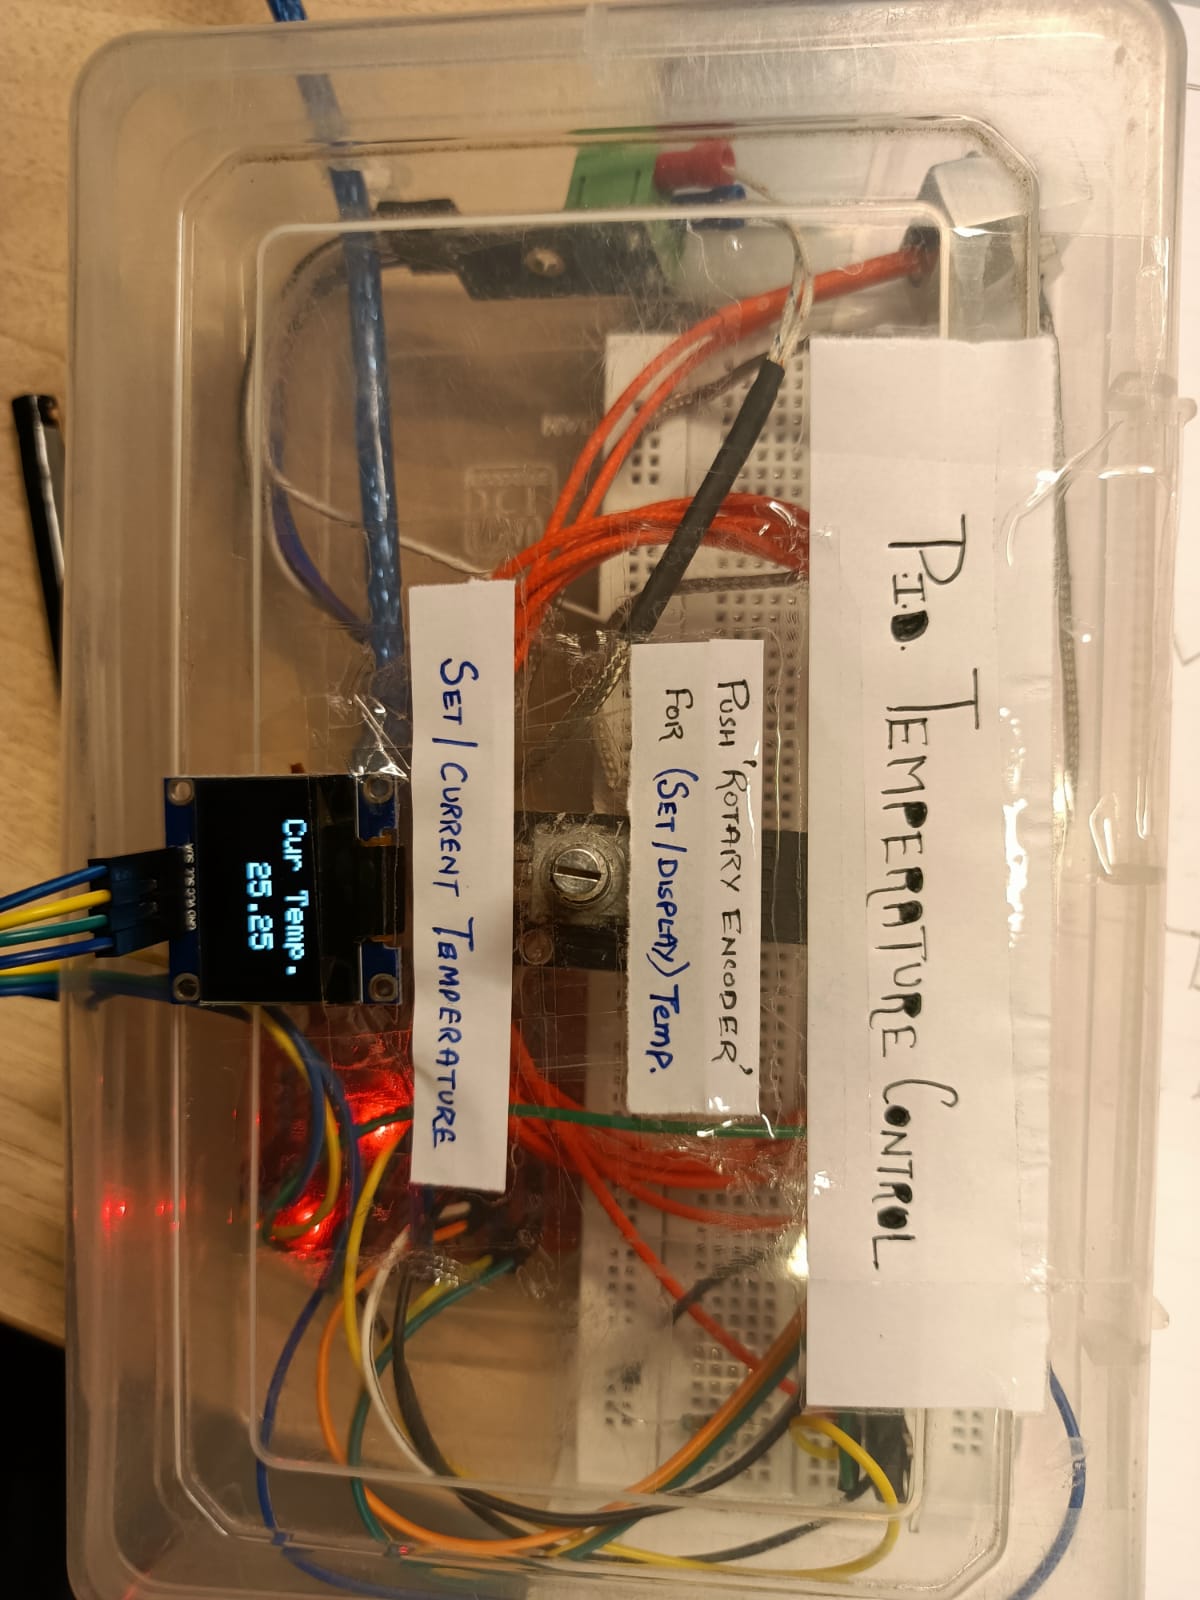 P.I.D. TEMPERATURE CONTROL
PUSH 'ROTARY ENCODER'
FOR (SET/DISPLAY) TEMP.
SET / CURRENT TEMPERATURE
Cur Temp.
25.25
GND VCC SCL SDA